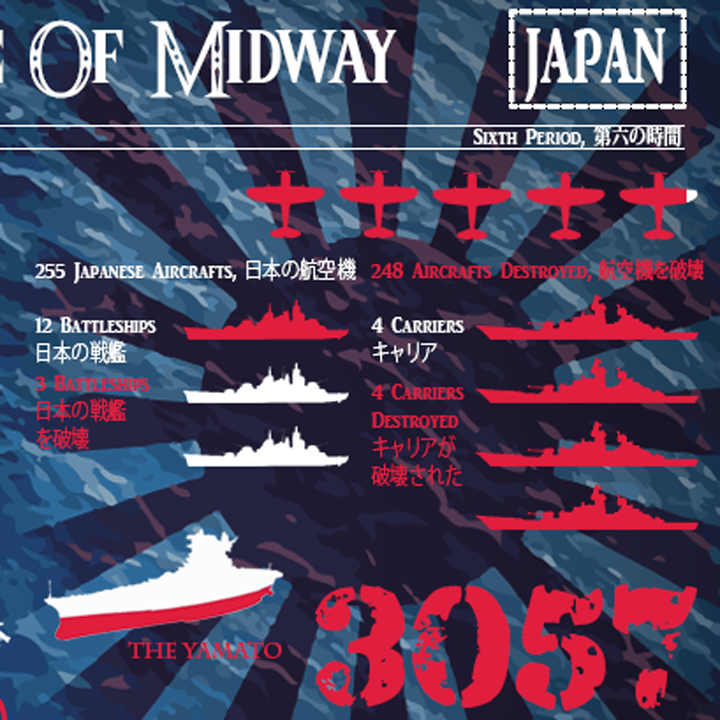 OF MIDWAY
JAPAN
SIXTH PERIOD, 第六の時間
255 JAPANESE AIRCRAFTS, 日本の航空機
248 AIRCRAFTS DESTROYED, 航空機を破壊
12 BATTLESHIPS
日本の戦艦
3 BATTLESHIPS
日本の戦艦
を破壊
4 CARRIERS
キャリア
4 CARRIERS
DESTROYED
キャリアが
破壊された
THE YAMATO
3057